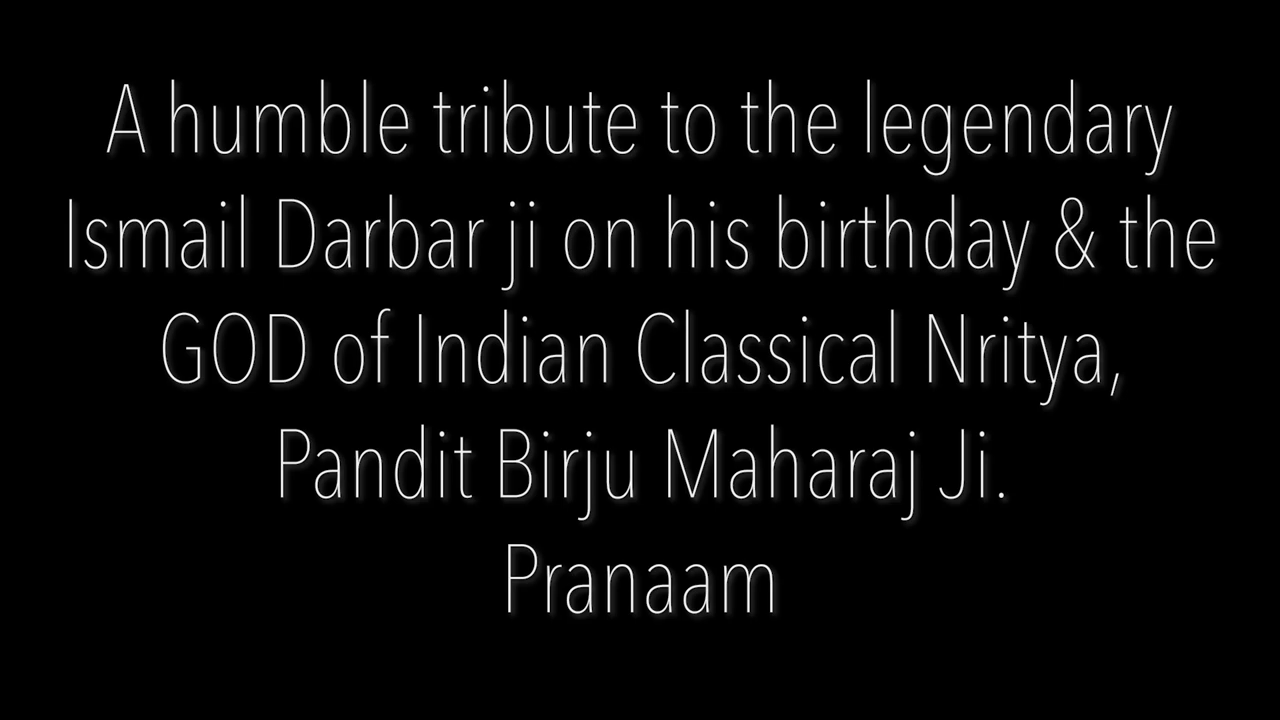 A humble tribute to the legendary
Ismail Darbar ji on his birthday & the
GOD of Indian Classical Nritya,
Pandit Birju Maharaj Ji.
Pranaam